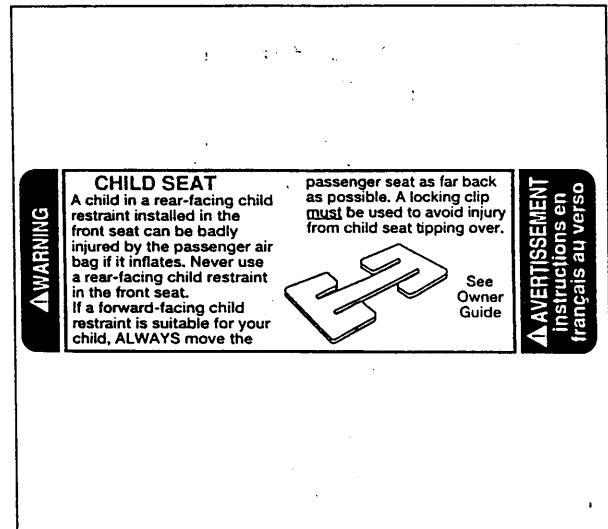 ⚠ WARNING
CHILD SEAT
A child in a rear-facing child
restraint installed in the
front seat can be badly
injured by the passenger air
bag if it inflates. Never use
a rear-facing child restraint
in the front seat.
If a forward-facing child
restraint is suitable for your
child, ALWAYS move the
passenger seat as far back
as possible. A locking clip
must be used to avoid injury
from child seat tipping over.
See
Owner
Guide
⚠ AVERTISSEMENT
instructions en
français au verso